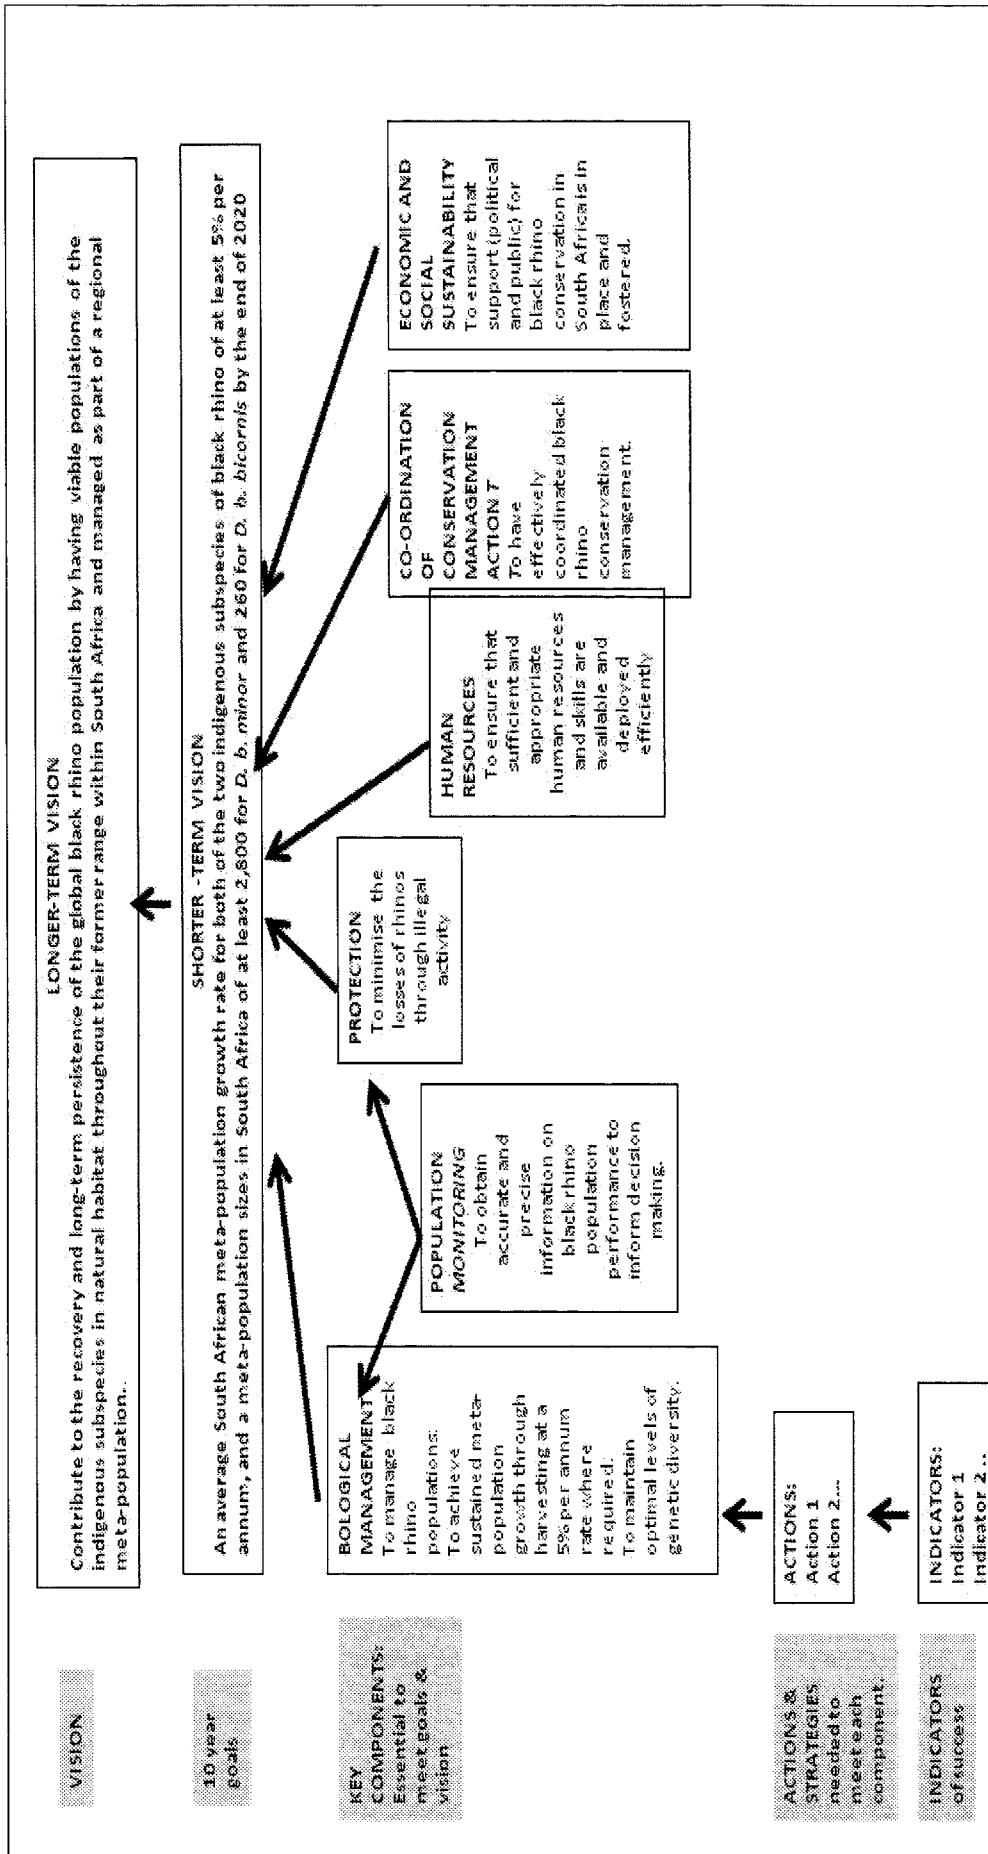 VISION
LONGER-TERM VISION
Contribute to the recovery and long-term persistence of the global black rhino population by having viable populations of the
indigenous subspecies in natural habitat throughout their former range within South Africa and managed as part of a regional
meta-population..
10 year
goals
SHORTER -TERM VISION
An average South African meta-population growth rate for both of the two indigenous subspecies of black rhino of at least 5% per
annum, and a meta-population sizes in South Africa of at least 2,800 for D. b. minor and 260 for D. b. bicornis by the end of 2020
KEY
COMPONENTS:
Essential to
meet goals &
vision
BOLOGICAL
MANAGEMENT
To manage black
rhino
populations:
To achieve
sustained meta-
population
growth through
harvesting at a
5% per annum
rate where
required.
To maintain
optimal levels of
genetic diversity.
POPULATION
MONITORING
To obtain
accurate and
precise
information on
black rhino
population
performance to
inform decision
making.
PROTECTION
To minimise the
losses of rhinos
through illegal
activity
HUMAN
RESOURCES
To ensure that
sufficient and
appropriate
human resources
and skills are
available and
deployed
efficiently
CO-ORDINATION
OF
CONSERVATION
MANAGEMENT
ACTION T
To have
effectively
coordinated black
rhino
conservation
management.
ECONOMIC AND
SOCIAL
SUSTAINABILITY
To ensure that
support (political
and public) for
black rhino
conservation in
South Africa is in
place and
fostered.
ACTIONS &
STRATEGIES
needed to
meet each
component.
ACTIONS:
Action 1
Action 2....
INDICATORS
of success
INDICATORS:
Indicator 1
Indicator 2 ..